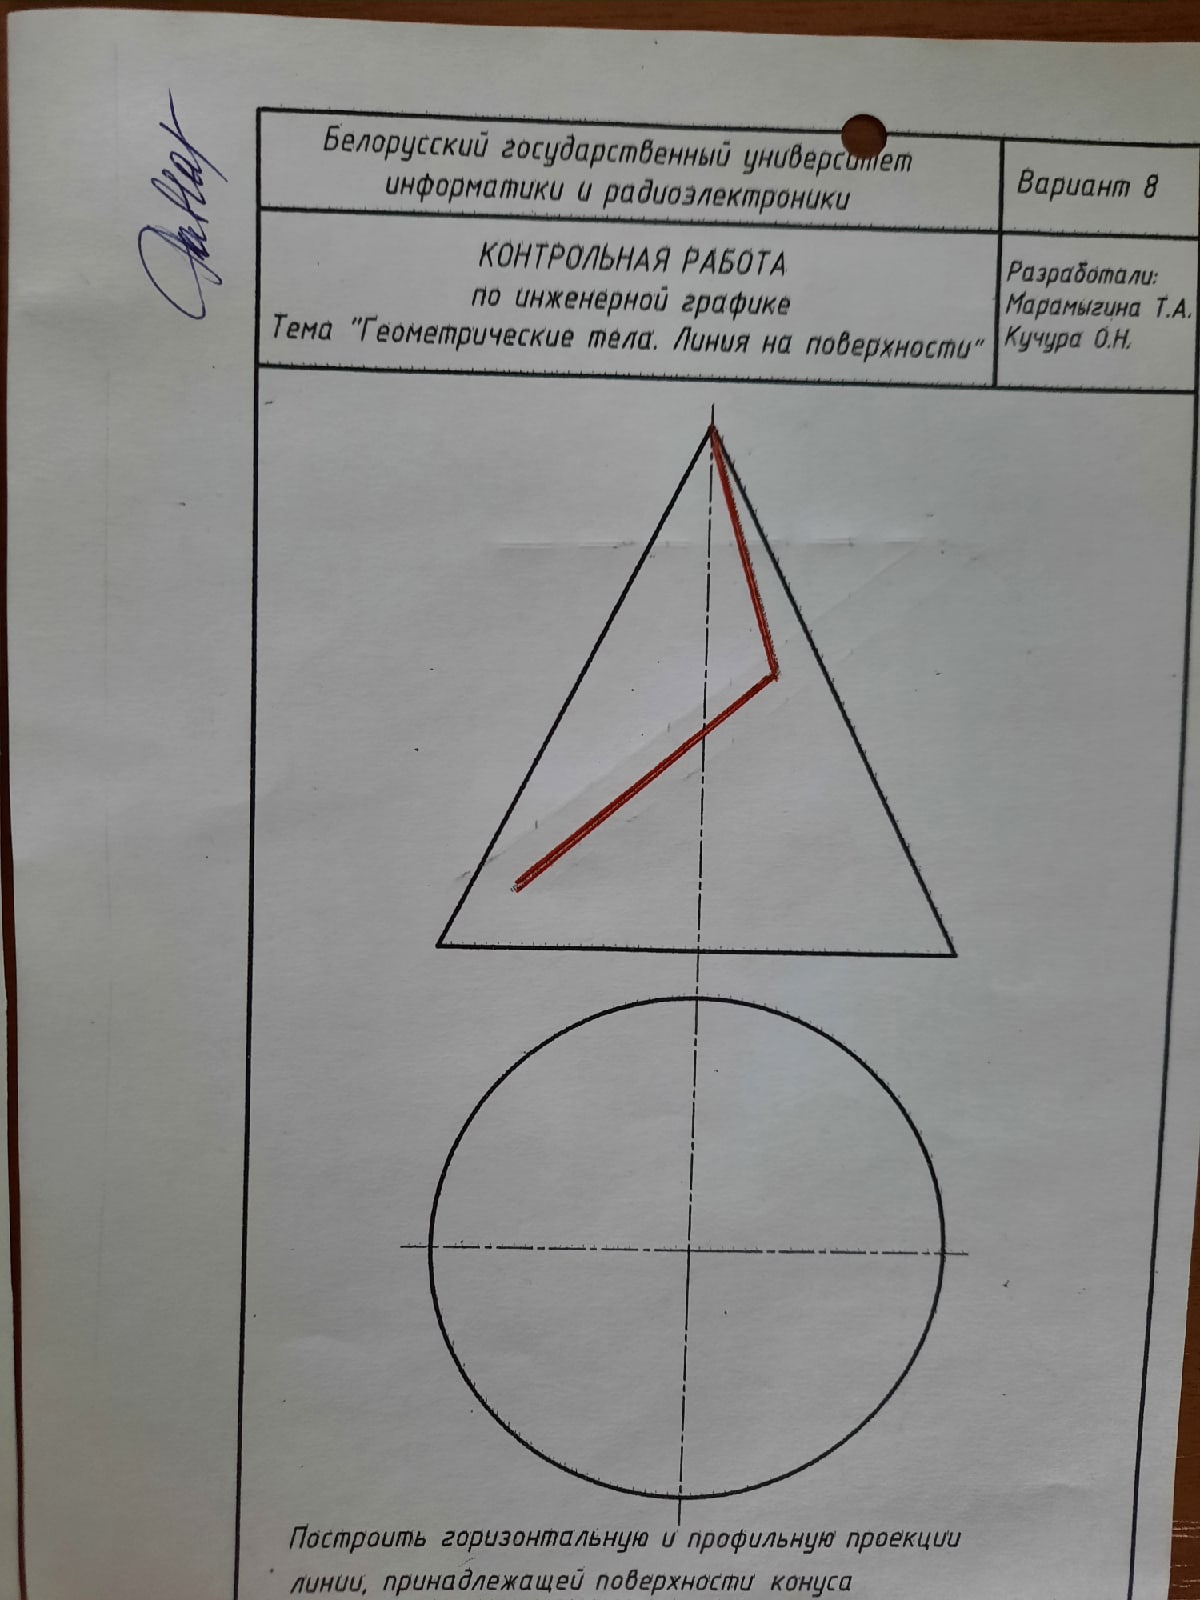 Белорусский государственный университет
информатики и радиоэлектроники
Вариант 8
КОНТРОЛЬНАЯ РАБОТА
по инженерной графике
Тема "Геометрические тела. Линия на поверхности"
Разработали:
Марамыгина Т.А.
Кучура О.Н.
Построить горизонтальную и профильную проекции
линии, принадлежащей поверхности конуса